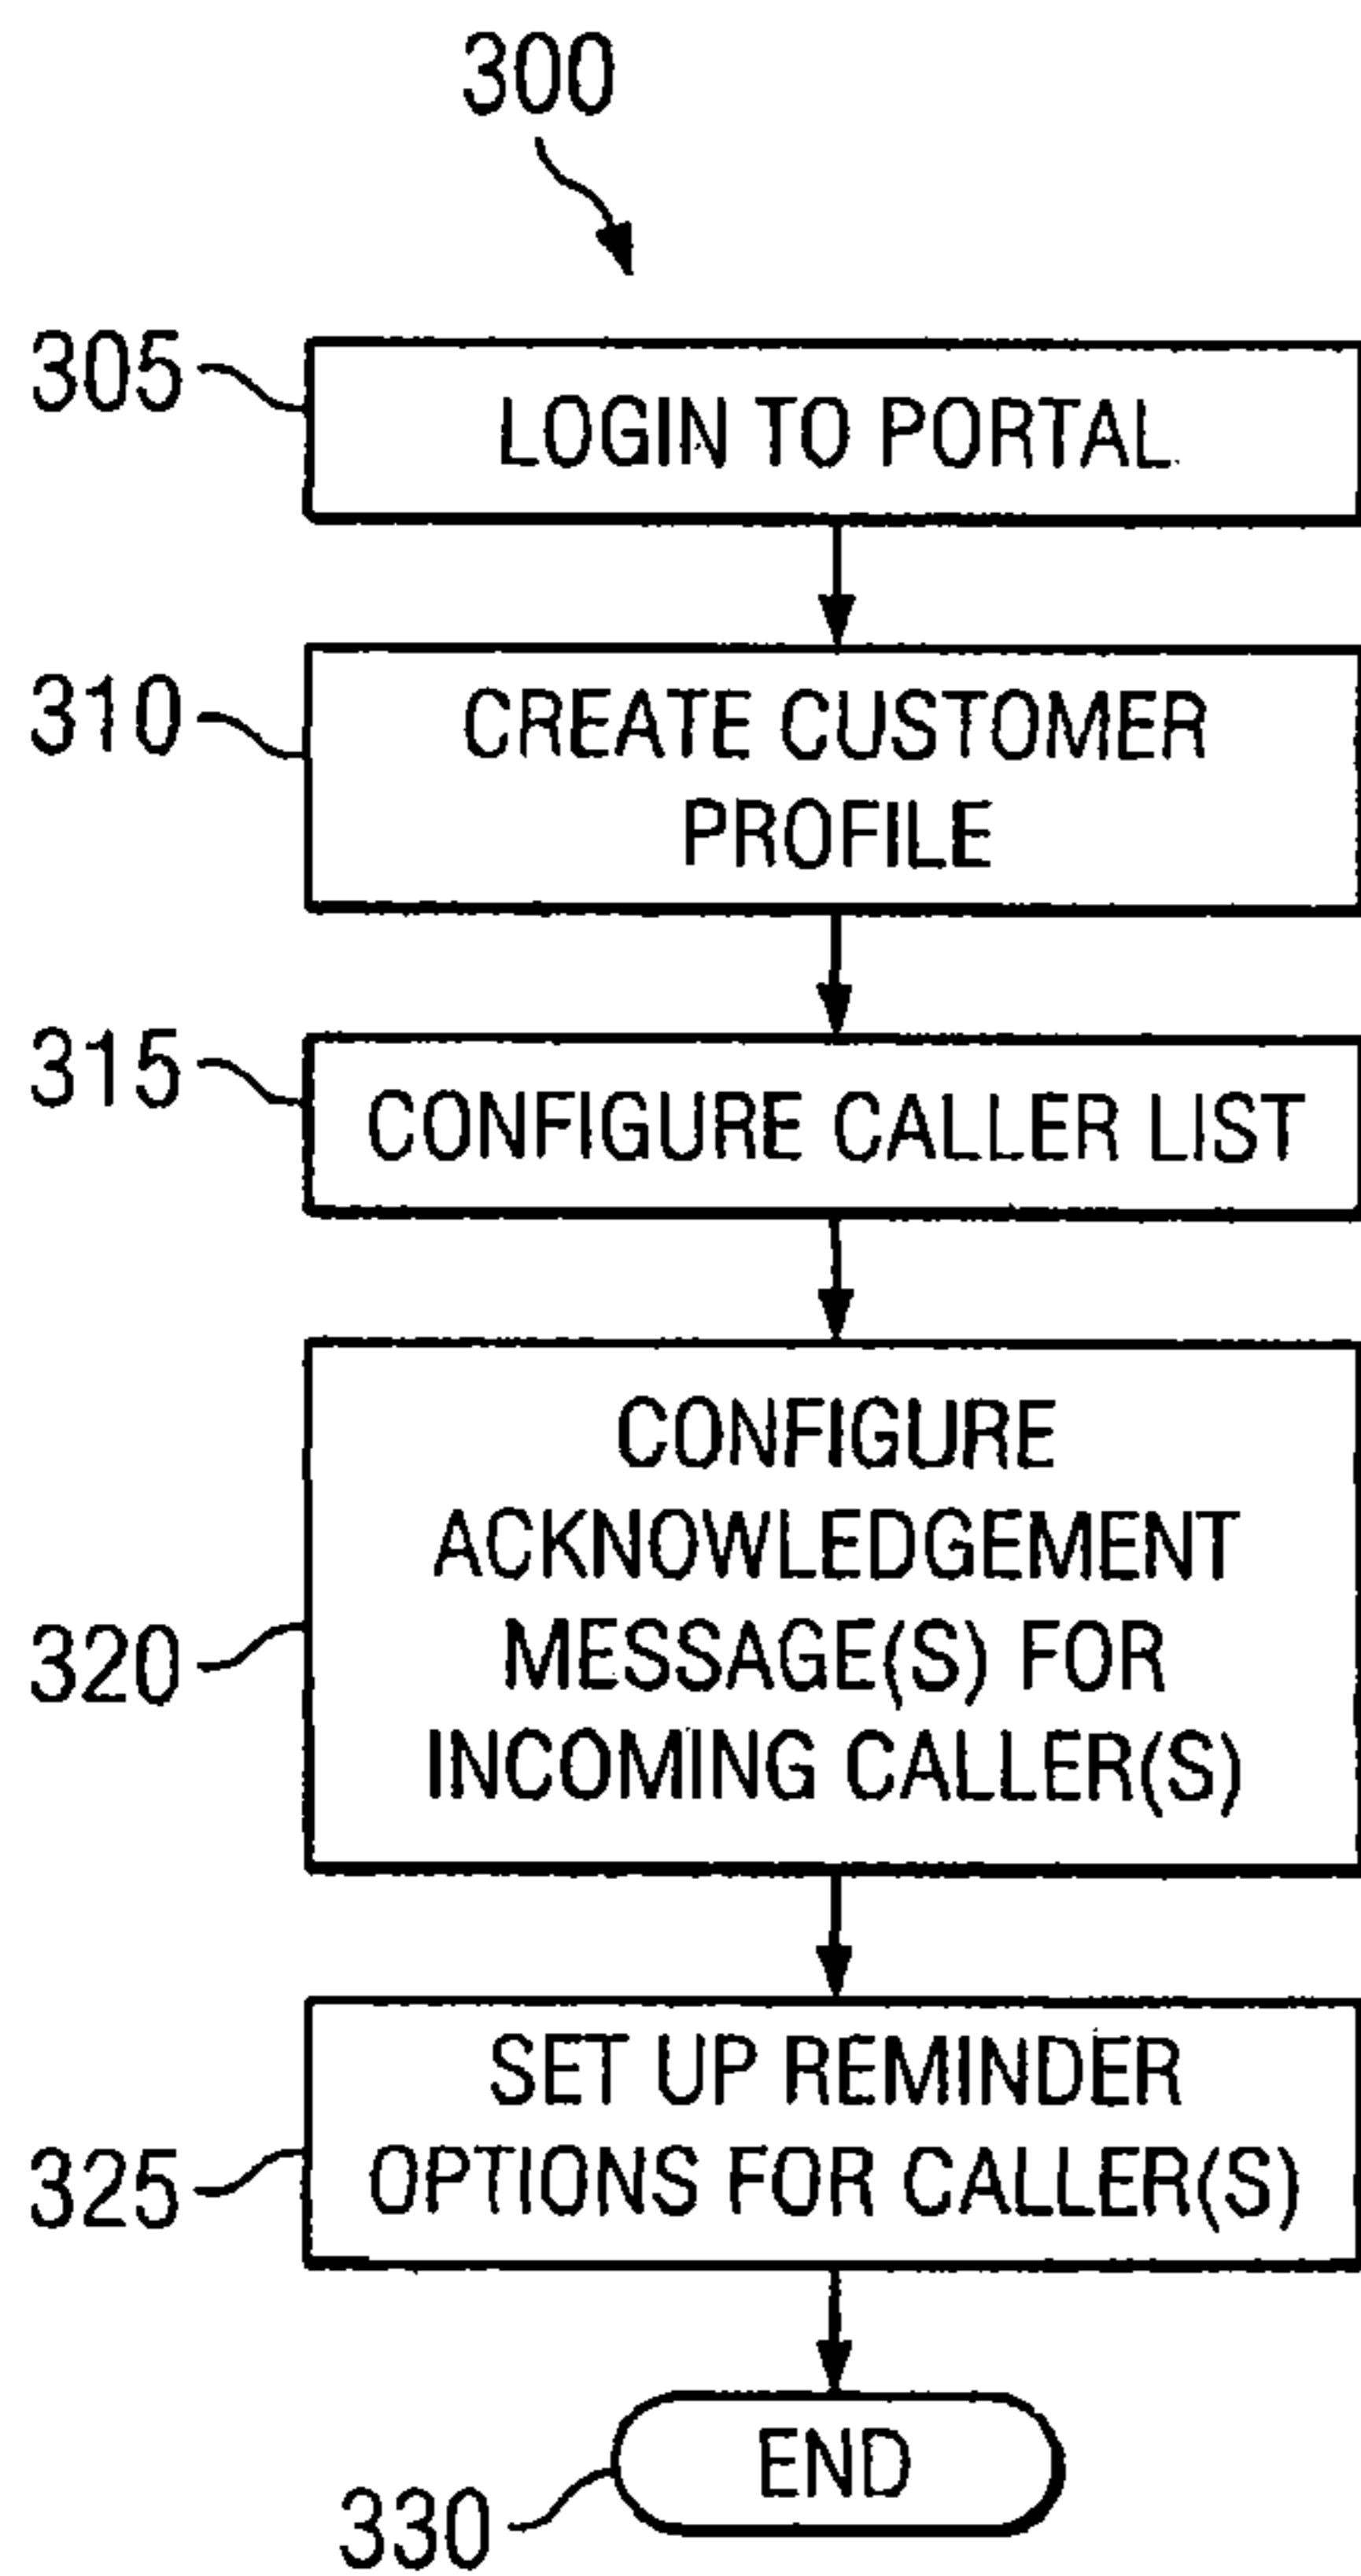 300
305
LOGIN TO PORTAL
310
CREATE CUSTOMER
PROFILE
315
CONFIGURE CALLER LIST
320
CONFIGURE
ACKNOWLEDGEMENT
MESSAGE(S) FOR
INCOMING CALLER(S)
325
SET UP REMINDER
OPTIONS FOR CALLER(S)
330
END